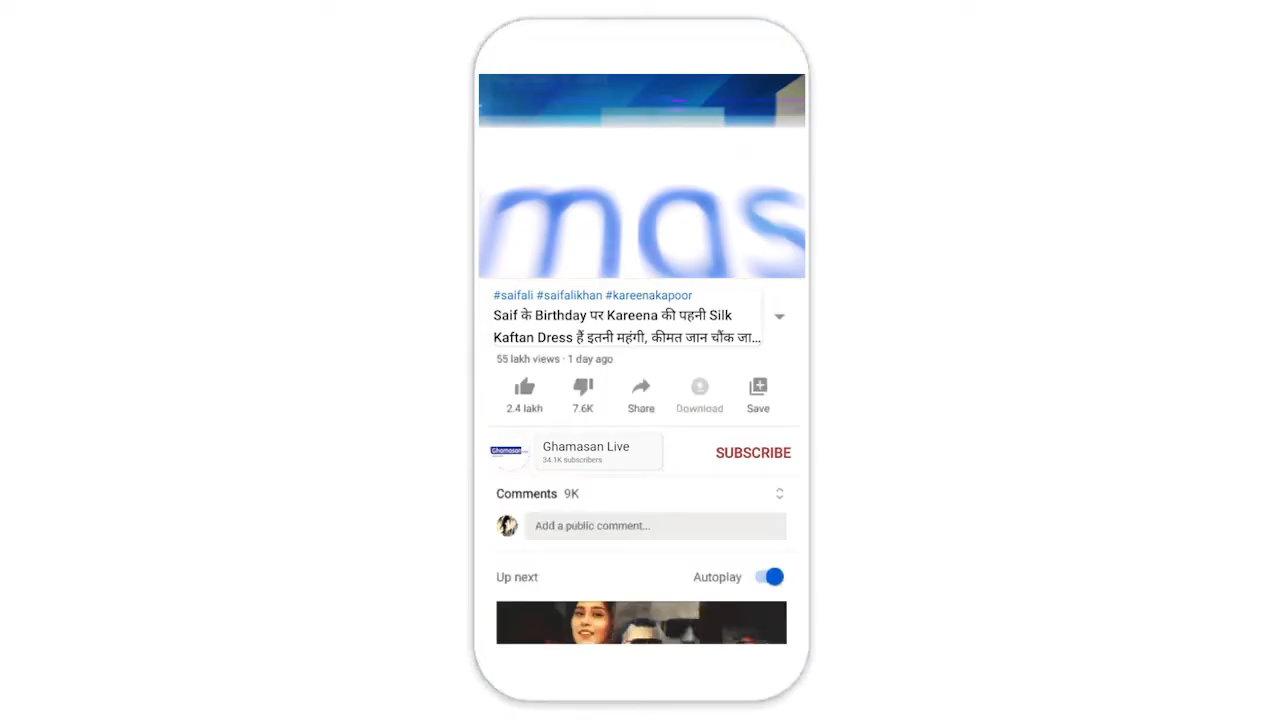 mas
#saifali #saifalikhan #kareenakapoor
Saif के Birthday पर Kareena की पहनी Silk
Kaftan Dress हैं इतनी महंगी, कीमत जान चौंक जा...
55 lakh views · 1 day ago
2.4 lakh 7.6K Share Download Save
Ghamasan
Ghamasan Live
34.1K subscribers
SUBSCRIBE
Comments 9K
Add a public comment...
Up next Autoplay